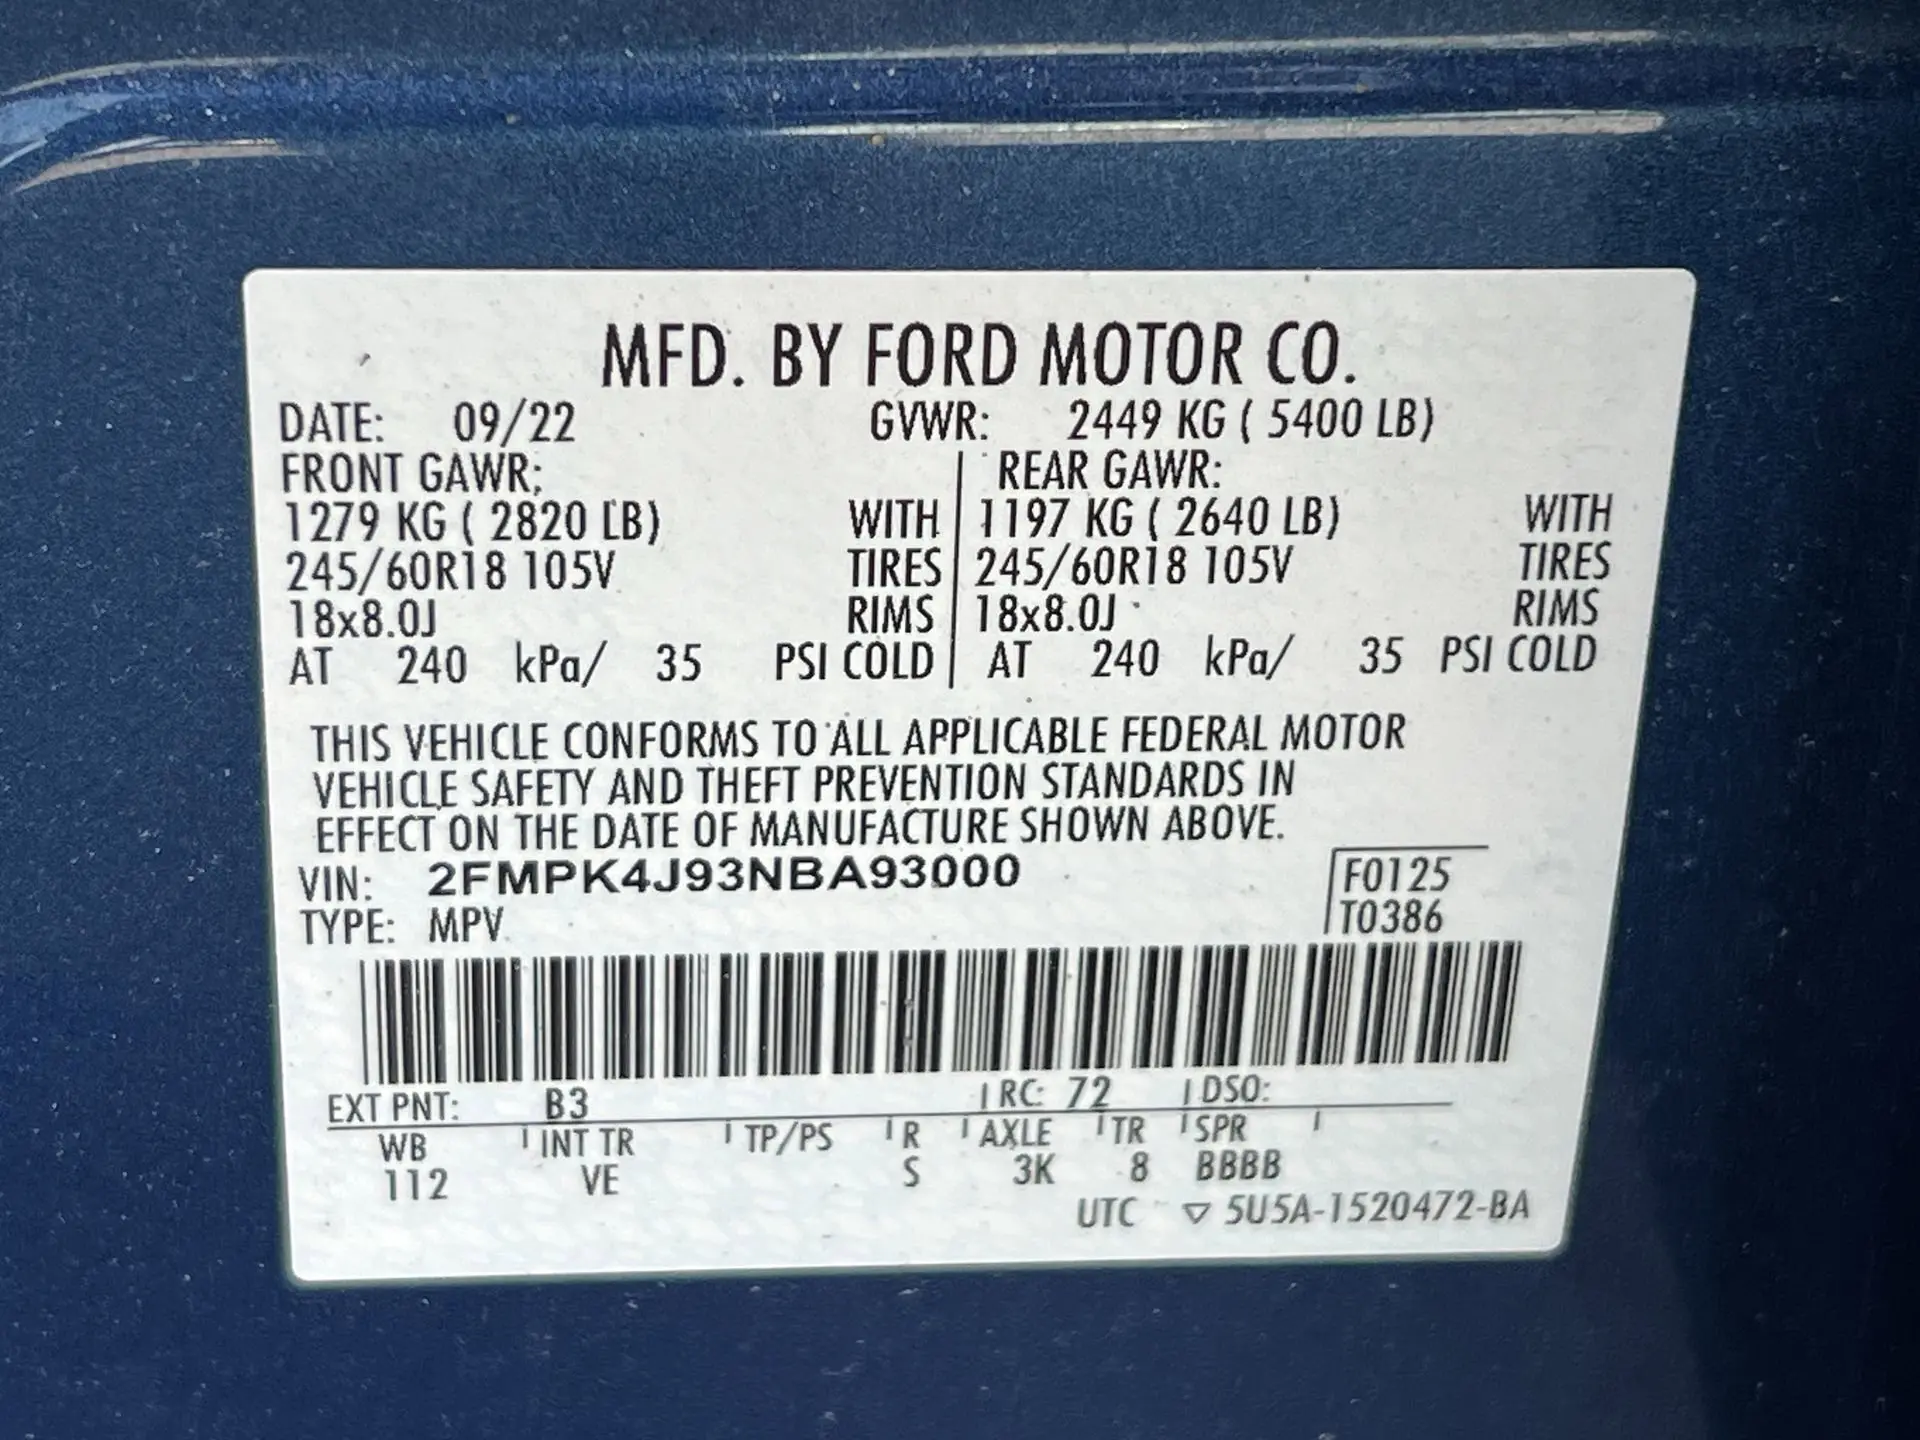 MFD. BY FORD MOTOR CO.
DATE: 09/22 GVWR: 2449 KG ( 5400 LB)
FRONT GAWR: REAR GAWR:
1279 KG ( 2820 LB) WITH 1197 KG ( 2640 LB) WITH
245/60R18 105V TIRES 245/60R18 105V TIRES
18x8.0J RIMS 18x8.0J RIMS
AT 240 kPa/ 35 PSI COLD AT 240 kPa/ 35 PSI COLD
THIS VEHICLE CONFORMS TO ALL APPLICABLE FEDERAL MOTOR
VEHICLE SAFETY AND THEFT PREVENTION STANDARDS IN
EFFECT ON THE DATE OF MANUFACTURE SHOWN ABOVE.
VIN: 2FMPK4J93NBA93000 F0125
TYPE: MPV T0386
EXT PNT: B3 RC: 72 DSO:
WB INT TR TP/PS R AXLE TR SPR
112 VE S 3K 8 BBBB
UTC ▽ 5U5A-1520472-BA